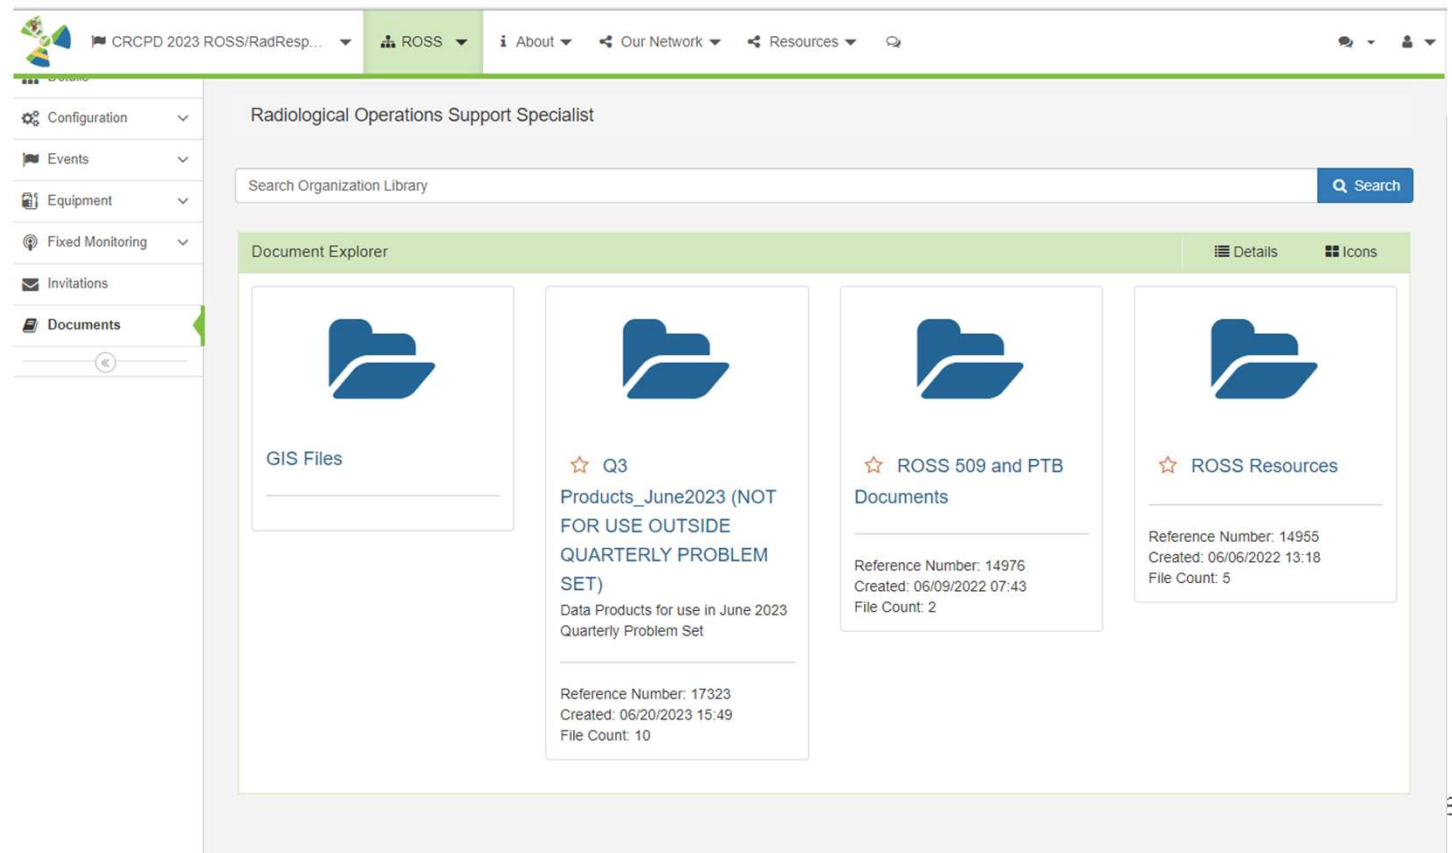 CRCPD 2023 ROSS/RadResp...
ROSS
About
Our Network
Resources
Details
Configuration
Events
Equipment
Fixed Monitoring
Invitations
Documents
Radiological Operations Support Specialist
Search Organization Library
Search
Document Explorer
Details
Icons
GIS Files
Q3
Products_June2023 (NOT
FOR USE OUTSIDE
QUARTERLY PROBLEM
SET)
Data Products for use in June 2023
Quarterly Problem Set
Reference Number: 17323
Created: 06/20/2023 15:49
File Count: 10
ROSS 509 and PTB
Documents
Reference Number: 14976
Created: 06/09/2022 07:43
File Count: 2
ROSS Resources
Reference Number: 14955
Created: 06/06/2022 13:18
File Count: 5